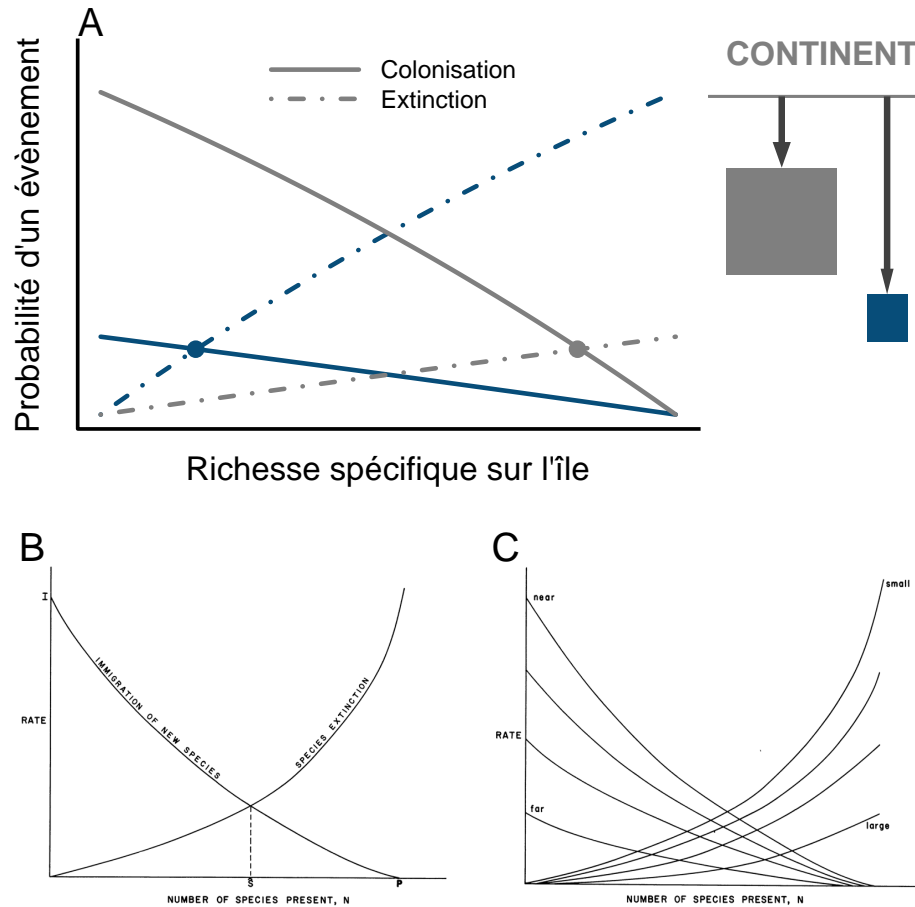 A
Probabilité d'un évènement
Colonisation
Extinction
CONTINENT
Richesse spécifique sur l'île
B
I
RATE
IMMIGRATION OF NEW SPECIES
SPECIES EXTINCTION
S
P
NUMBER OF SPECIES PRESENT, N
C
near
small
RATE
far
large
NUMBER OF SPECIES PRESENT, N